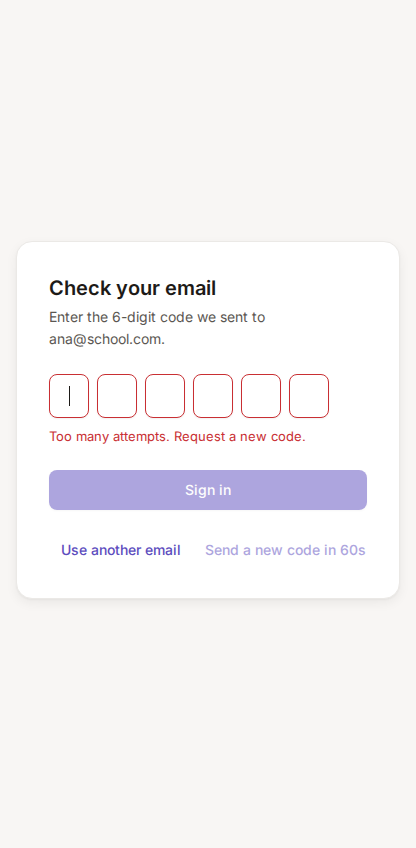 Check your email
Enter the 6-digit code we sent to
ana@school.com.
Too many attempts. Request a new code.
Sign in
Use another email
Send a new code in 60s